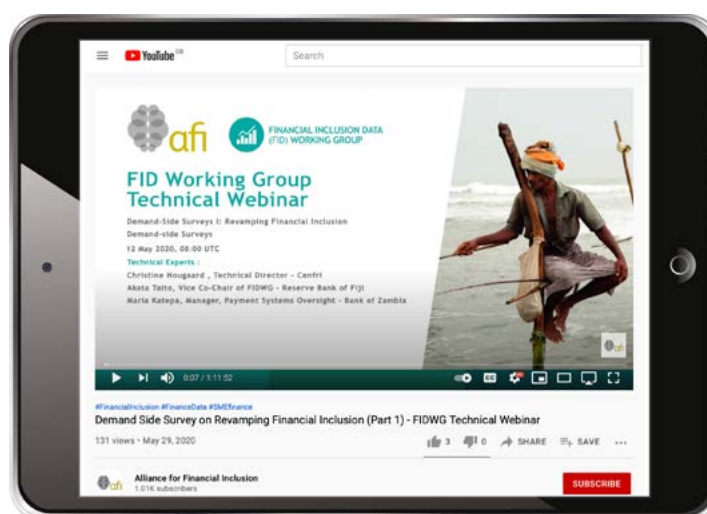 YouTube GB
Search
afi
FINANCIAL INCLUSION DATA
(FID) WORKING GROUP
FID Working Group
Technical Webinar
Demand-Side Surveys I: Revamping Financial Inclusion
Demand-side Surveys
12 May 2020, 08:00 UTC
Technical Experts :
Christine Hougaard , Technical Director - Cenfri
Akata Taito, Vice Co-Chair of FIDWG - Reserve Bank of Fiji
Maria Katepa, Manager, Payment Systems Oversight - Bank of Zambia
afi
0:07 / 1:11:52
CC
#FinancialInclusion #FinanceData #SMEfinance
Demand Side Survey on Revamping Financial Inclusion (Part 1) - FIDWG Technical Webinar
131 views • May 29, 2020
3
0
SHARE
SAVE
afi
Alliance for Financial Inclusion
1.01K subscribers
SUBSCRIBE